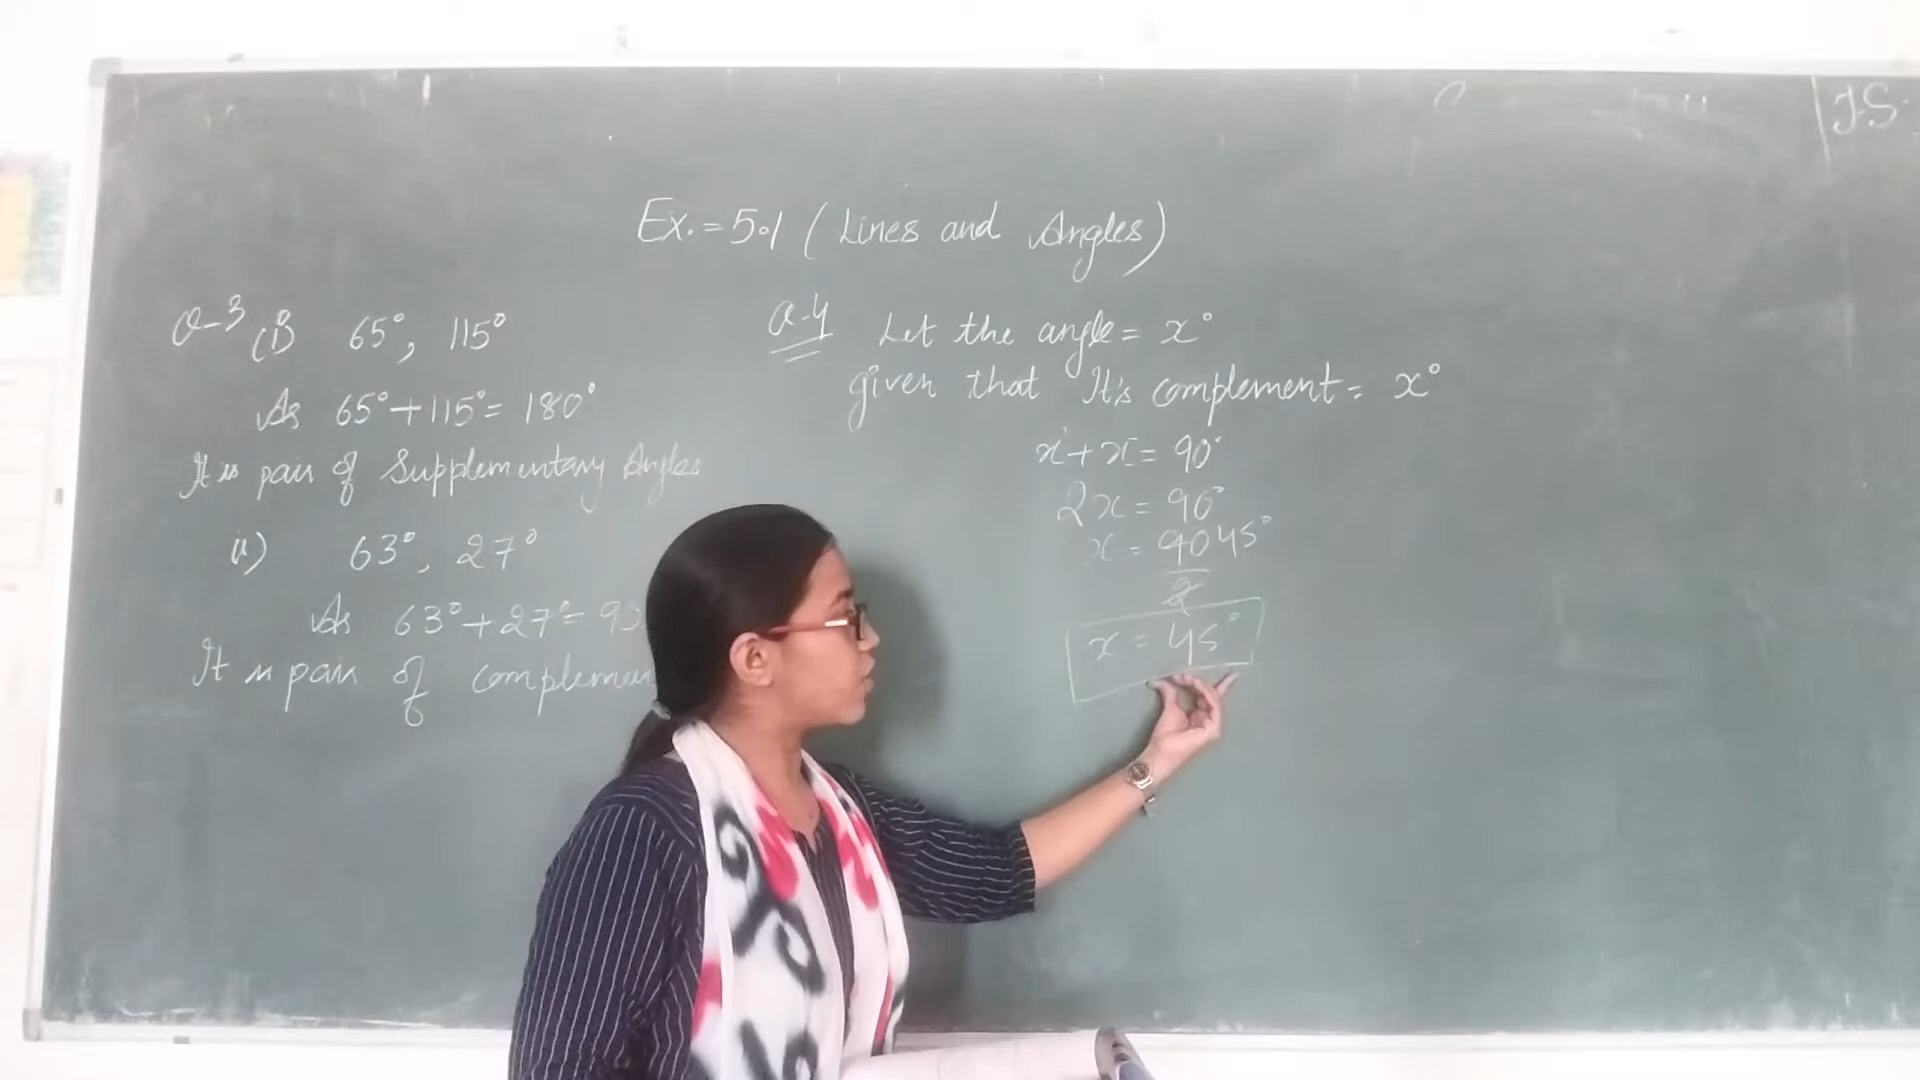 J.S.
Ex. = 5.1 (Lines and Angles)
Q-3 (i) 65°, 115°
As 65° + 115° = 180°
It is pair of Supplementary Angles
ii) 63°, 27°
As 63° + 27° = 90
It is pair of complemen
Q-4 Let the angle = x°
given that It's complement = x°
x + x = 90°
2x = 90°
x = 90 45°
2
x = 45°